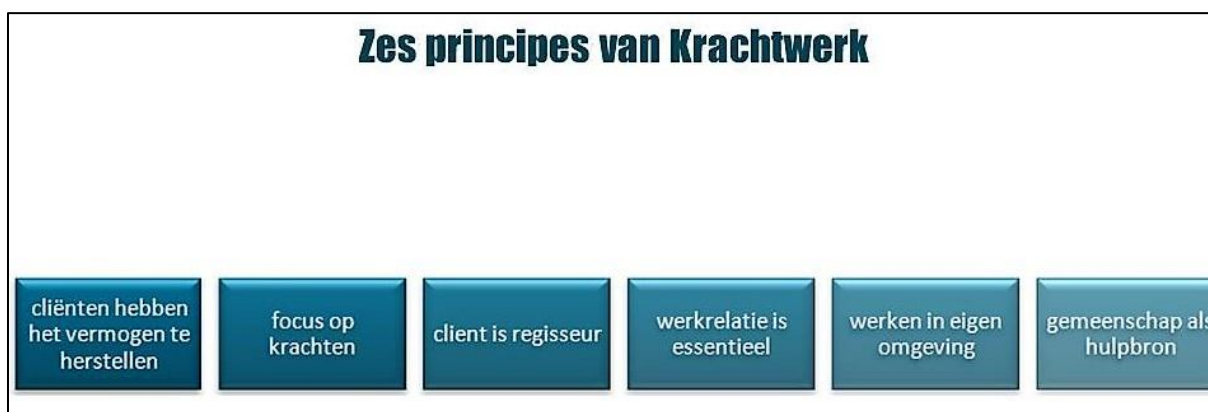 Zes principes van Krachtwerk
cliënten hebben
het vermogen te
herstellen
focus op
krachten
client is regisseur
werkrelatie is
essentieel
werken in eigen
omgeving
gemeenschap als
hulpbron